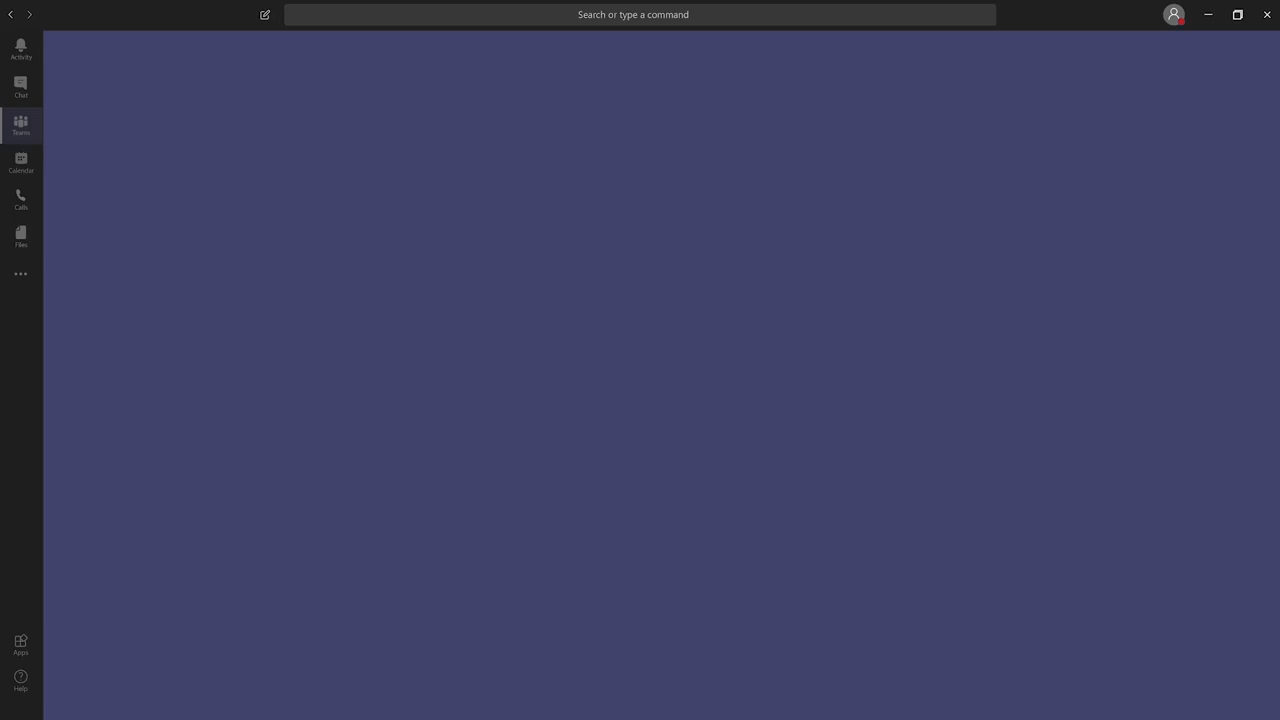 Search or type a command
Activity
Chat
Teams
Calendar
Calls
Files
Apps
Help